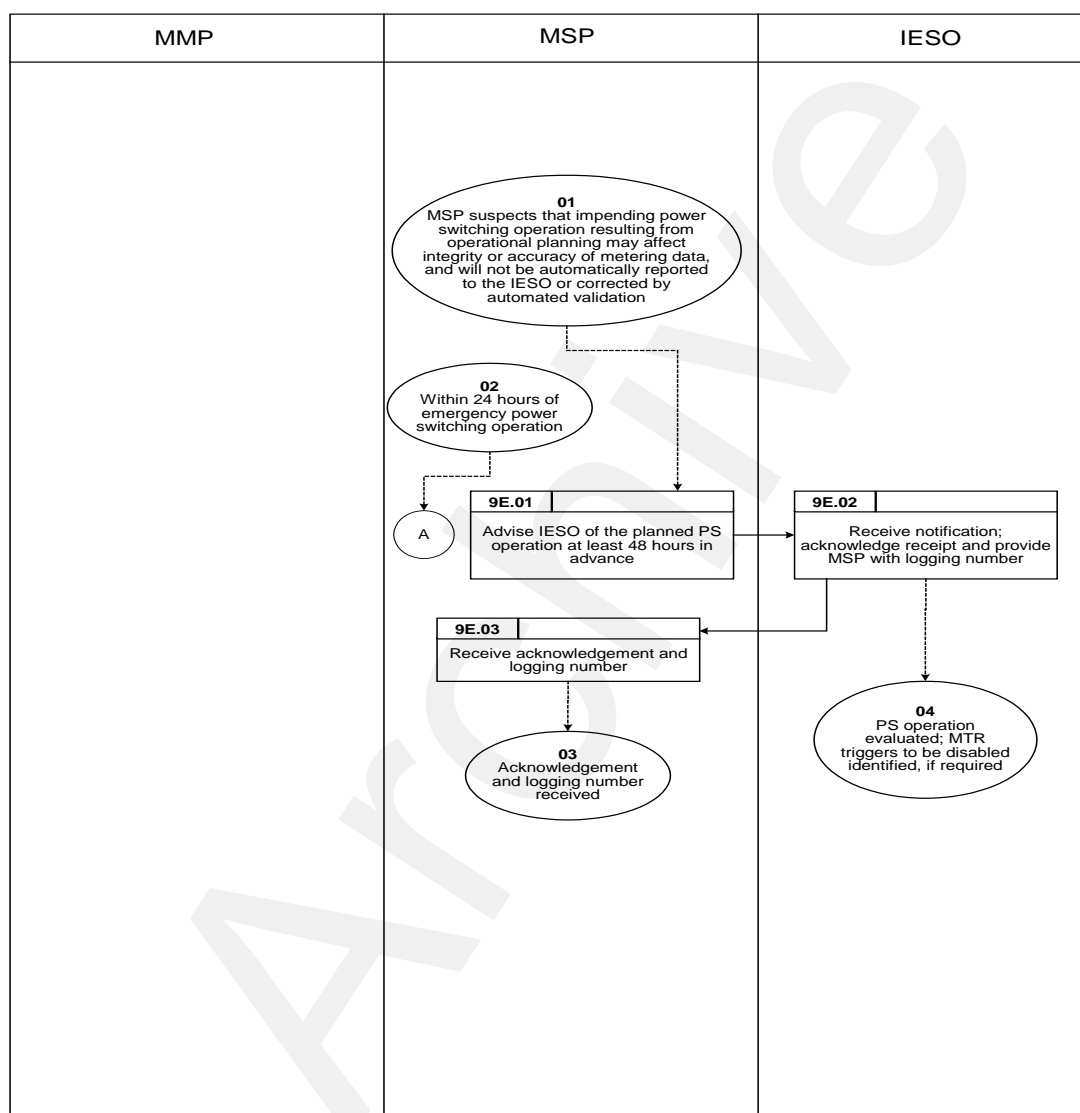 MMP
MSP
IESO
01
MSP suspects that impending power
switching operation resulting from
operational planning may affect
integrity or accuracy of metering data,
and will not be automatically reported
to the IESO or corrected by
automated validation
02
Within 24 hours of
emergency power
switching operation
A
9E.01
Advise IESO of the planned PS
operation at least 48 hours in
advance
9E.02
Receive notification;
acknowledge receipt and provide
MSP with logging number
9E.03
Receive acknowledgement and
logging number
03
Acknowledgement
and logging number
received
04
PS operation
evaluated; MTR
triggers to be disabled
identified, if required
Archive